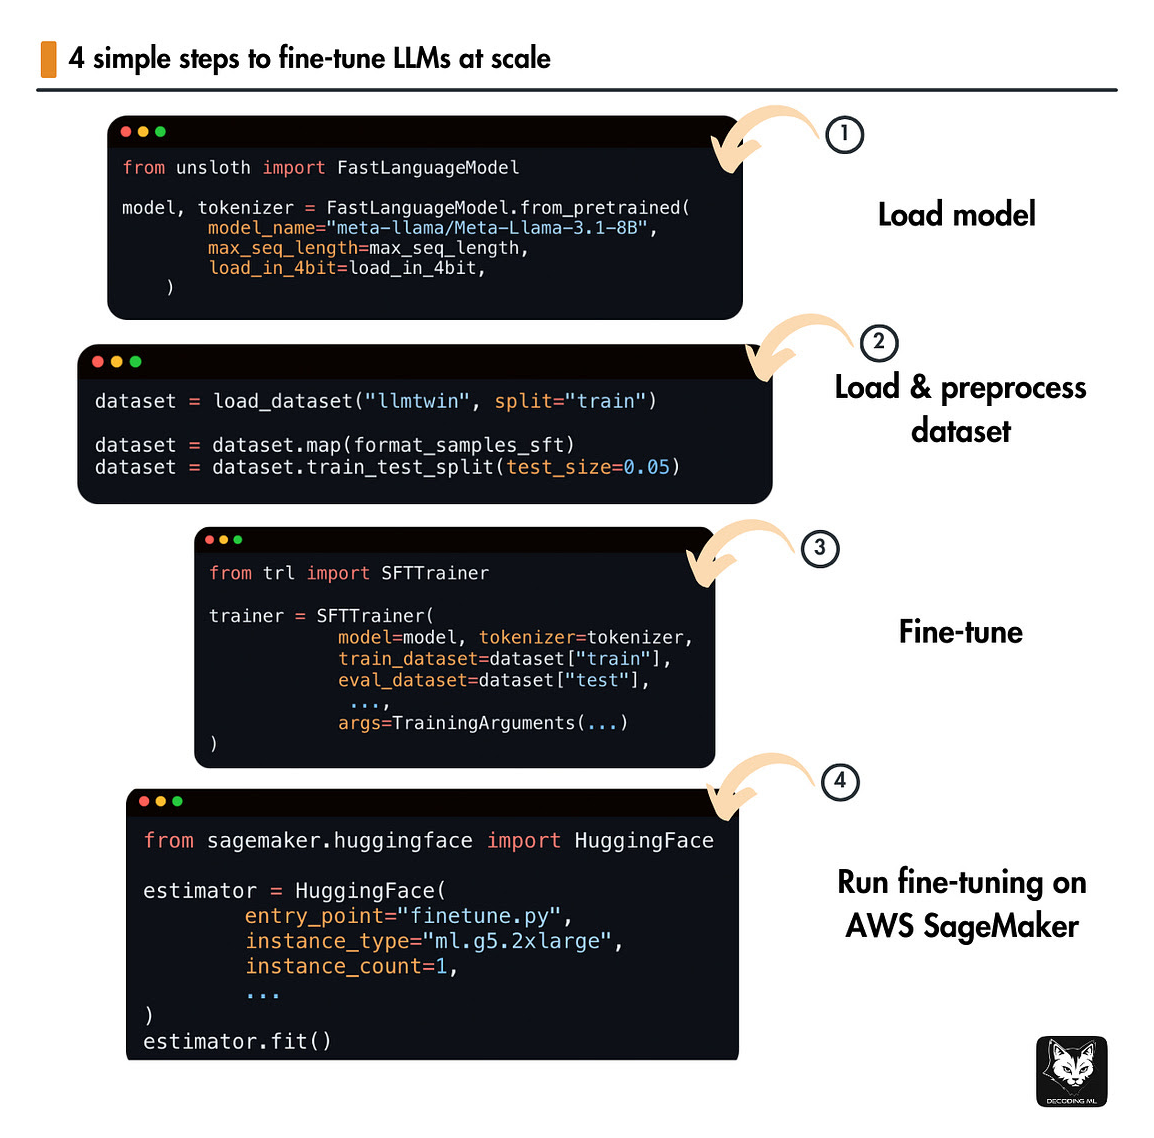 4 simple steps to fine-tune LLMs at scale
1
from unsloth import FastLanguageModel
model, tokenizer = FastLanguageModel.from_pretrained(
model_name="meta-llama/Meta-Llama-3.1-8B",
max_seq_length=max_seq_length,
load_in_4bit=load_in_4bit,
)
Load model
2
dataset = load_dataset("llmtwin", split="train")
dataset = dataset.map(format_samples_sft)
dataset = dataset.train_test_split(test_size=0.05)
Load & preprocess
dataset
3
from trl import SFTTrainer
trainer = SFTTrainer(
model=model, tokenizer=tokenizer,
train_dataset=dataset["train"],
eval_dataset=dataset["test"],
...,
args=TrainingArguments(...)
)
Fine-tune
4
from sagemaker.huggingface import HuggingFace
estimator = HuggingFace(
entry_point="finetune.py",
instance_type="ml.g5.2xlarge",
instance_count=1,
...
)
estimator.fit()
Run fine-tuning on
AWS SageMaker
DECODING ML